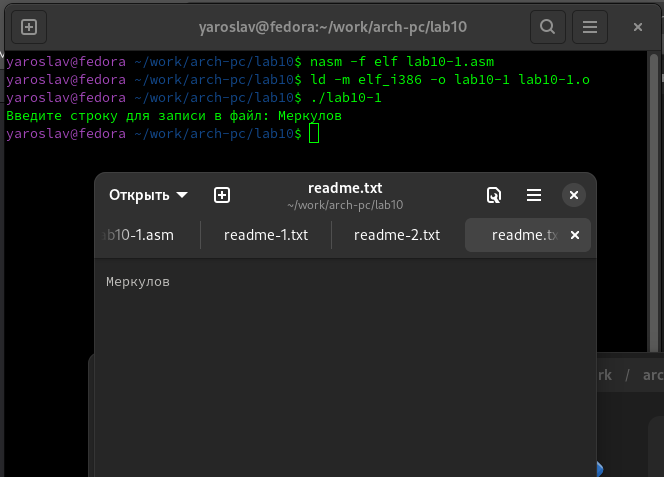 yaroslav@fedora:~/work/arch-pc/lab10
yaroslav@fedora ~/work/arch-pc/lab10$ nasm -f elf lab10-1.asm
yaroslav@fedora ~/work/arch-pc/lab10$ ld -m elf_i386 -o lab10-1 lab10-1.o
yaroslav@fedora ~/work/arch-pc/lab10$ ./lab10-1
Введите строку для записи в файл: Меркулов
yaroslav@fedora ~/work/arch-pc/lab10$
Открыть
readme.txt
~/work/arch-pc/lab10
ab10-1.asm readme-1.txt readme-2.txt readme.tx
Меркулов
rk / arc